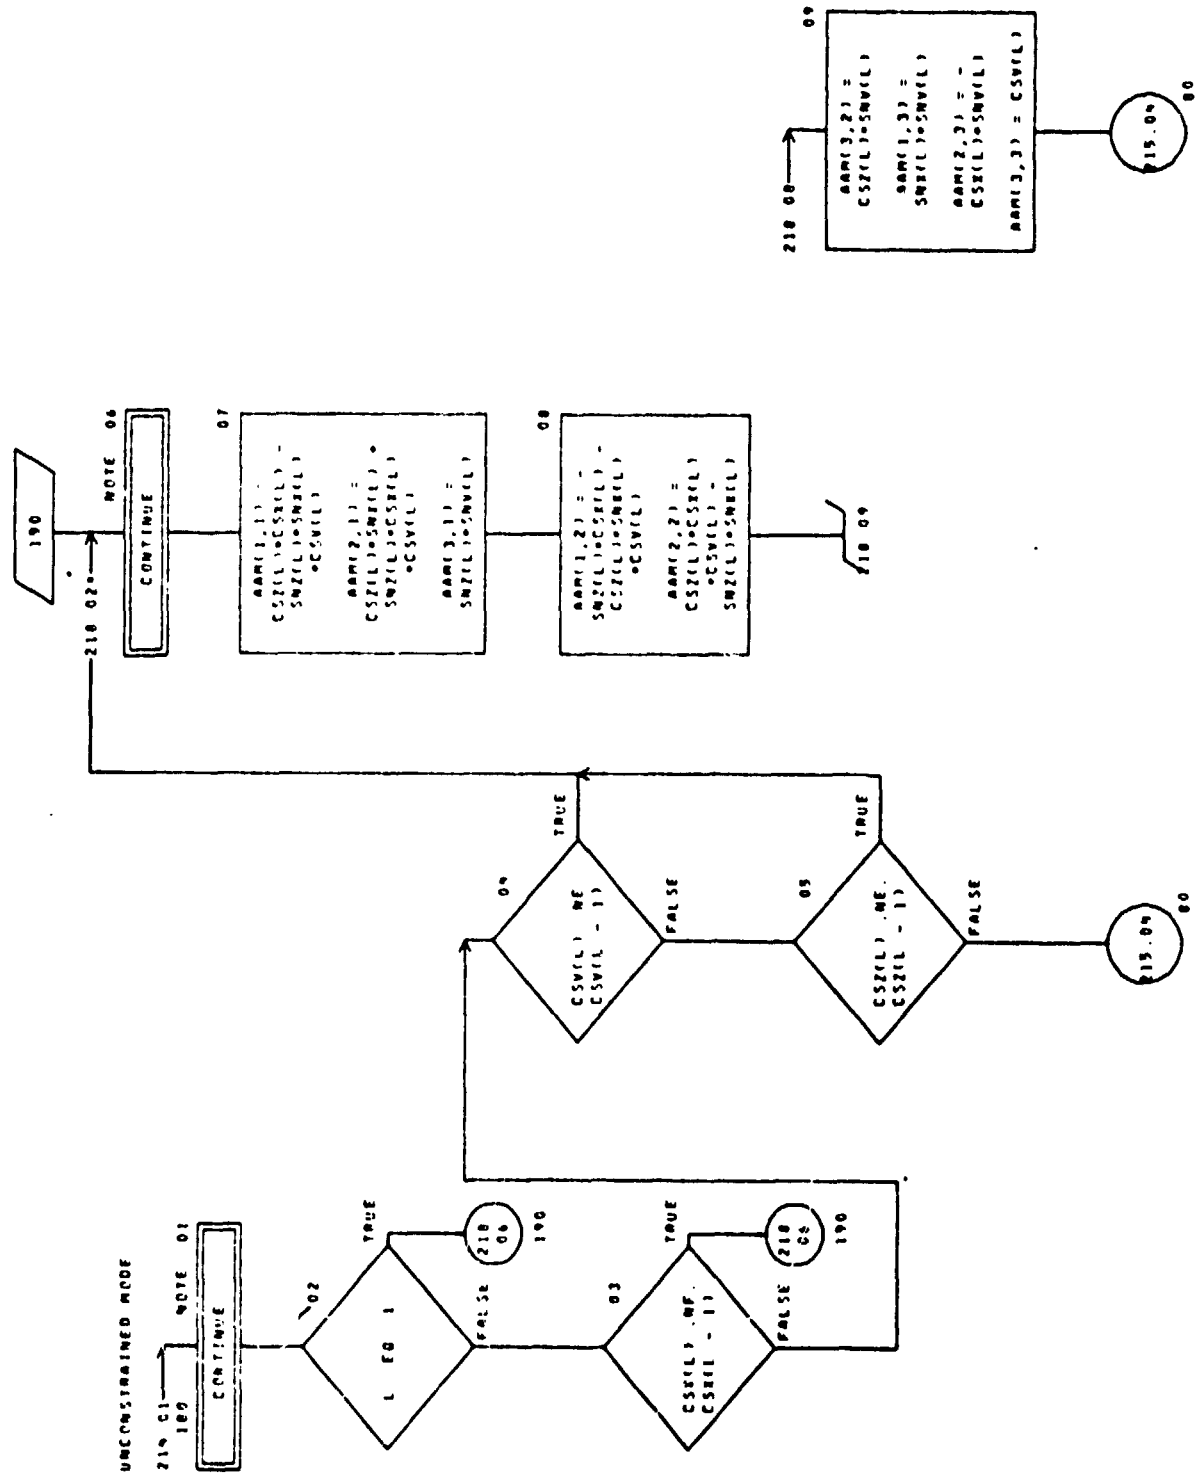 UNCONSTRAINED MODE
214 01
180
NOTE 01
CONTINUE
02
L EQ 1
TRUE
218
06
190
FALSE
03
CSX(L) .NE.
CSX(L - 1)
TRUE
218
06
190
FALSE
04
CSY(L) .NE
CSY(L - 1)
TRUE
FALSE
05
CSZ(L) .NE.
CSZ(L - 1)
TRUE
FALSE
215.04
80
190
218 02*
NOTE 06
CONTINUE
07
AAM(1,1) =
CSZ(L)*CSX(L) -
SNZ(L)*SNX(L)
*CSY(L)
AAM(2,1) =
CSZ(L)*SNX(L) +
SNZ(L)*CSX(L)
*CSY(L)
AAM(3,1) =
SNZ(L)*SNY(L)
08
AAM(1,2) = -
SNZ(L)*CSX(L) -
CSZ(L)*SNX(L)
*CSY(L)
AAM(2,2) =
CSZ(L)*CSX(L)
*CSY(L) -
SNZ(L)*SNX(L)
218 09
218 08
09
AAM(3,2) =
CSZ(L)*SNY(L)
AAM(1,3) =
SNX(L)*SNY(L)
AAM(2,3) = -
CSX(L)*SNY(L)
AAM(3,3) = CSY(L)
215.04
80